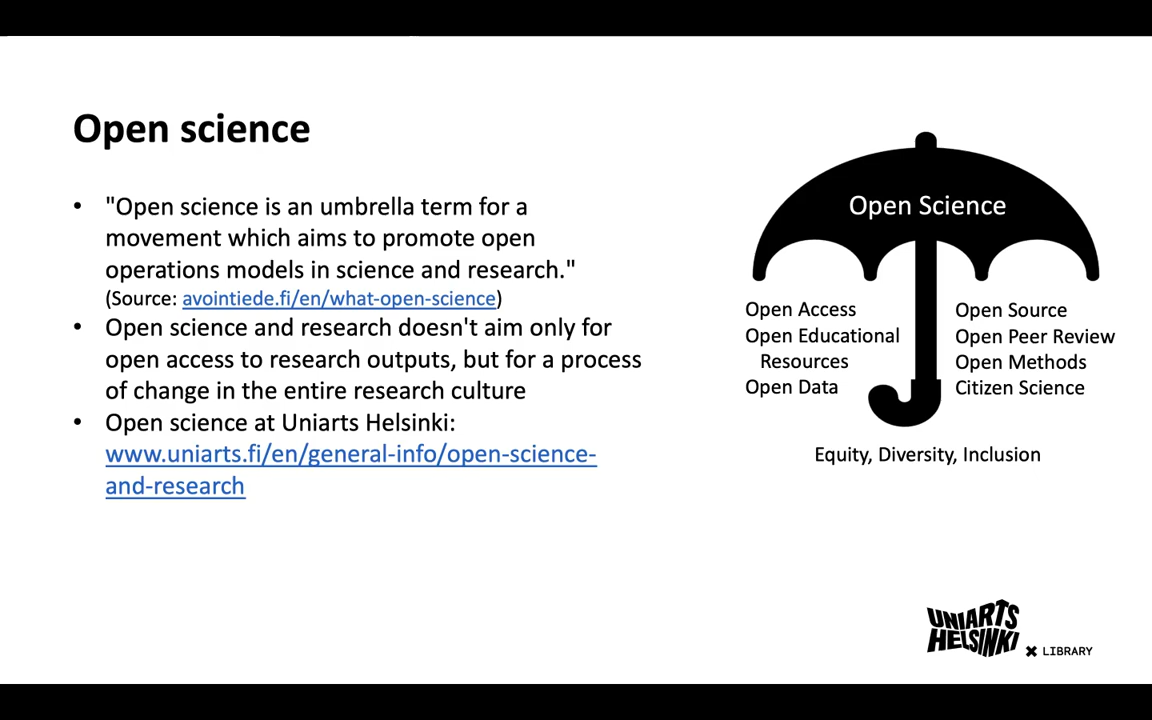 Open science
• "Open science is an umbrella term for a
movement which aims to promote open
operations models in science and research."
(Source: avointiede.fi/en/what-open-science)
• Open science and research doesn't aim only for
open access to research outputs, but for a process
of change in the entire research culture
• Open science at Uniarts Helsinki:
www.uniarts.fi/en/general-info/open-science-
and-research
Open Science
Open Access
Open Educational
Resources
Open Data
Open Source
Open Peer Review
Open Methods
Citizen Science
Equity, Diversity, Inclusion
UNIARTS
HELSINKI
X LIBRARY